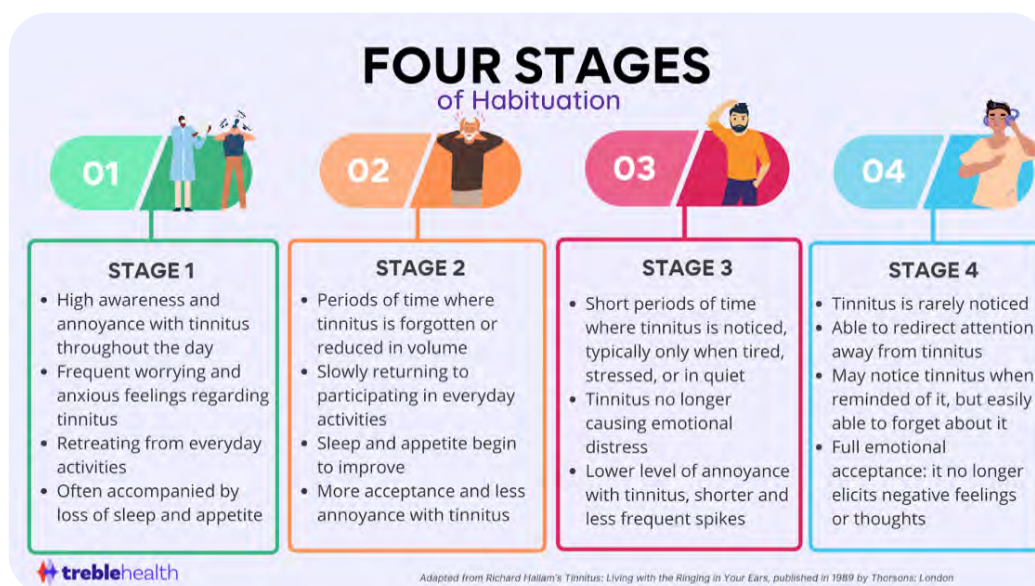 FOUR STAGES
of Habituation
01
02
03
04
STAGE 1
• High awareness and
annoyance with tinnitus
throughout the day
• Frequent worrying and
anxious feelings regarding
tinnitus
• Retreating from everyday
activities
• Often accompanied by
loss of sleep and appetite
STAGE 2
• Periods of time where
tinnitus is forgotten or
reduced in volume
• Slowly returning to
participating in everyday
activities
• Sleep and appetite begin
to improve
• More acceptance and less
annoyance with tinnitus
STAGE 3
• Short periods of time
where tinnitus is noticed,
typically only when tired,
stressed, or in quiet
• Tinnitus no longer
causing emotional
distress
• Lower level of annoyance
with tinnitus, shorter and
less frequent spikes
STAGE 4
• Tinnitus is rarely noticed
• Able to redirect attention
away from tinnitus
• May notice tinnitus when
reminded of it, but easily
able to forget about it
• Full emotional
acceptance: it no longer
elicits negative feelings
or thoughts
treblehealth
Adapted from Richard Hallam's Tinnitus: Living with the Ringing in Your Ears, published in 1989 by Thorsons: London